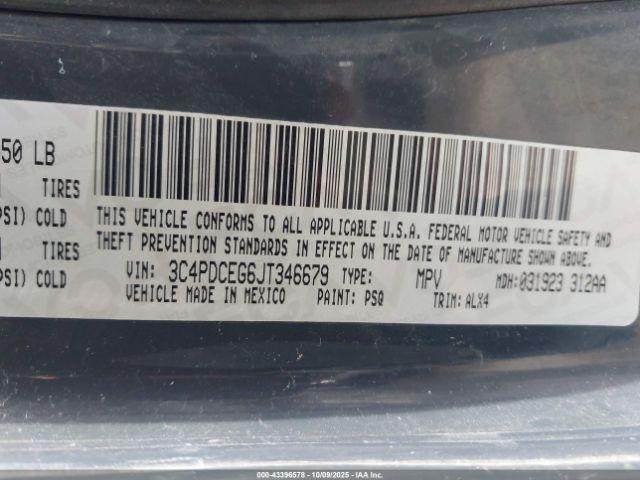 50 LB
TIRES
PSI) COLD
TIRES
PSI) COLD
THIS VEHICLE CONFORMS TO ALL APPLICABLE U.S.A. FEDERAL MOTOR VEHICLE SAFETY AND
THEFT PREVENTION STANDARDS IN EFFECT ON THE DATE OF MANUFACTURE SHOWN ABOVE.
VIN: 3C4PDCEG6JT346679 TYPE: MPV MDH: 031923 312AA
VEHICLE MADE IN MEXICO PAINT: PSQ TRIM: ALX4
000-43396578 - 10/09/2025 - IAA Inc.